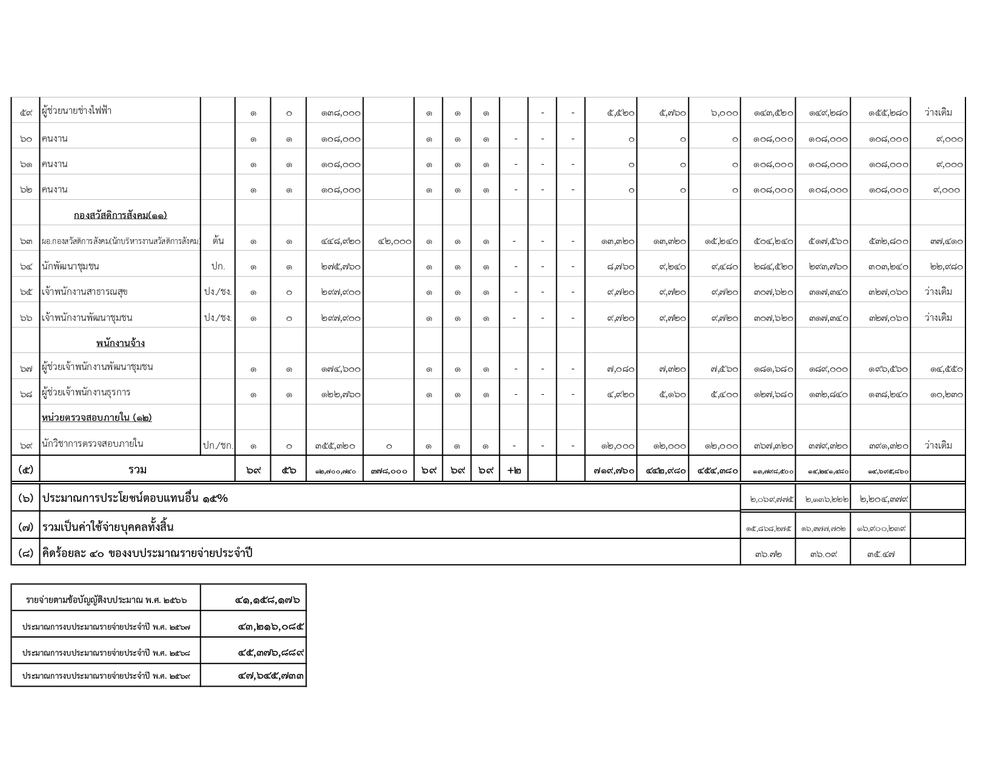 ๕๙ ผู้ช่วยนายช่างไฟฟ้า ๑ ๐ ๑๓๘,๐๐๐ ๑ ๑ ๑ - - ๕,๕๒๐ ๕,๗๖๐ ๖,๐๐๐ ๑๔๓,๕๒๐ ๑๔๙,๒๘๐ ๑๕๕,๒๘๐ ว่างเดิม
๖๐ คนงาน ๑ ๑ ๑๐๘,๐๐๐ ๑ ๑ ๑ - - - ๐ ๐ ๐ ๑๐๘,๐๐๐ ๑๐๘,๐๐๐ ๑๐๘,๐๐๐ ๙,๐๐๐
๖๑ คนงาน ๑ ๑ ๑๐๘,๐๐๐ ๑ ๑ ๑ - - - ๐ ๐ ๐ ๑๐๘,๐๐๐ ๑๐๘,๐๐๐ ๑๐๘,๐๐๐ ๙,๐๐๐
๖๒ คนงาน ๑ ๑ ๑๐๘,๐๐๐ ๑ ๑ ๑ - - - ๐ ๐ ๐ ๑๐๘,๐๐๐ ๑๐๘,๐๐๐ ๑๐๘,๐๐๐ ๙,๐๐๐
กองสวัสดิการสังคม(๑๑)
๖๓ ผอ.กองสวัสดิการสังคม(นักบริหารงานสวัสดิการสังคม) ต้น ๑ ๑ ๔๔๘,๙๒๐ ๔๒,๐๐๐ ๑ ๑ ๑ - - - ๑๓,๓๒๐ ๑๓,๓๒๐ ๑๕,๒๔๐ ๕๐๔,๒๔๐ ๕๑๗,๕๖๐ ๕๓๒,๘๐๐ ๓๗,๔๑๐
๖๔ นักพัฒนาชุมชน ปก. ๑ ๑ ๒๗๕,๗๖๐ ๑ ๑ ๑ - - - ๘,๗๖๐ ๙,๒๔๐ ๙,๔๘๐ ๒๘๔,๕๒๐ ๒๙๓,๗๖๐ ๓๐๓,๒๔๐ ๒๒,๙๘๐
๖๕ เจ้าพนักงานสาธารณสุข ปง./ชง. ๑ ๐ ๒๙๗,๙๐๐ ๑ ๑ ๑ - - - ๙,๗๒๐ ๙,๗๒๐ ๙,๗๒๐ ๓๐๗,๖๒๐ ๓๑๗,๓๔๐ ๓๒๗,๐๖๐ ว่างเดิม
๖๖ เจ้าพนักงานพัฒนาชุมชน ปง./ชง. ๑ ๐ ๒๙๗,๙๐๐ ๑ ๑ ๑ - - - ๙,๗๒๐ ๙,๗๒๐ ๙,๗๒๐ ๓๐๗,๖๒๐ ๓๑๗,๓๔๐ ๓๒๗,๐๖๐ ว่างเดิม
พนักงานจ้าง
๖๗ ผู้ช่วยเจ้าพนักงานพัฒนาชุมชน ๑ ๑ ๑๗๔,๖๐๐ ๑ ๑ ๑ - - - ๗,๐๘๐ ๗,๓๒๐ ๗,๕๖๐ ๑๘๑,๖๘๐ ๑๘๙,๐๐๐ ๑๙๖,๕๖๐ ๑๔,๕๕๐
๖๘ ผู้ช่วยเจ้าพนักงานธุรการ ๑ ๑ ๑๒๒,๗๖๐ ๑ ๑ ๑ - - - ๔,๙๒๐ ๕,๑๖๐ ๕,๔๐๐ ๑๒๗,๖๘๐ ๑๓๒,๘๔๐ ๑๓๘,๒๔๐ ๑๐,๒๓๐
หน่วยตรวจสอบภายใน (๑๒)
๖๙ นักวิชาการตรวจสอบภายใน ปก./ชก. ๑ ๐ ๓๕๕,๓๒๐ ๐ ๑ ๑ ๑ - - - ๑๒,๐๐๐ ๑๒,๐๐๐ ๑๒,๐๐๐ ๓๖๗,๓๒๐ ๓๗๙,๓๒๐ ๓๙๑,๓๒๐ ว่างเดิม
(๕) รวม ๖๙ ๕๖ ๑๒,๗๐๐,๗๔๐ ๓๗๘,๐๐๐ ๖๙ ๖๙ ๖๙ +๒ ๗๑๙,๗๖๐ ๔๔๒,๙๘๐ ๔๕๔,๓๘๐ ๑๓,๗๙๘,๕๐๐ ๑๔,๒๔๑,๔๘๐ ๑๔,๖๙๕,๘๖๐
(๖) ประมาณการประโยชน์ตอบแทนอื่น ๑๕% ๒,๐๖๙,๗๗๕ ๒,๑๓๖,๒๒๒ ๒,๒๐๔,๓๗๙
(๗) รวมเป็นค่าใช้จ่ายบุคคลทั้งสิ้น ๑๕,๘๖๘,๒๗๕ ๑๖,๓๗๗,๗๐๒ ๑๖,๙๐๐,๒๓๙
(๘) คิดร้อยละ ๔๐ ของงบประมาณรายจ่ายประจำปี ๓๖.๗๒ ๓๖.๐๙ ๓๕.๔๗
รายจ่ายตามข้อบัญญัติงบประมาณ พ.ศ. ๒๕๖๖ ๔๑,๑๕๘,๑๗๖
ประมาณการงบประมาณรายจ่ายประจำปี พ.ศ. ๒๕๖๗ ๔๓,๒๑๖,๐๘๕
ประมาณการงบประมาณรายจ่ายประจำปี พ.ศ. ๒๕๖๘ ๔๕,๓๗๖,๘๘๙
ประมาณการงบประมาณรายจ่ายประจำปี พ.ศ. ๒๕๖๙ ๔๗,๖๔๕,๗๓๓